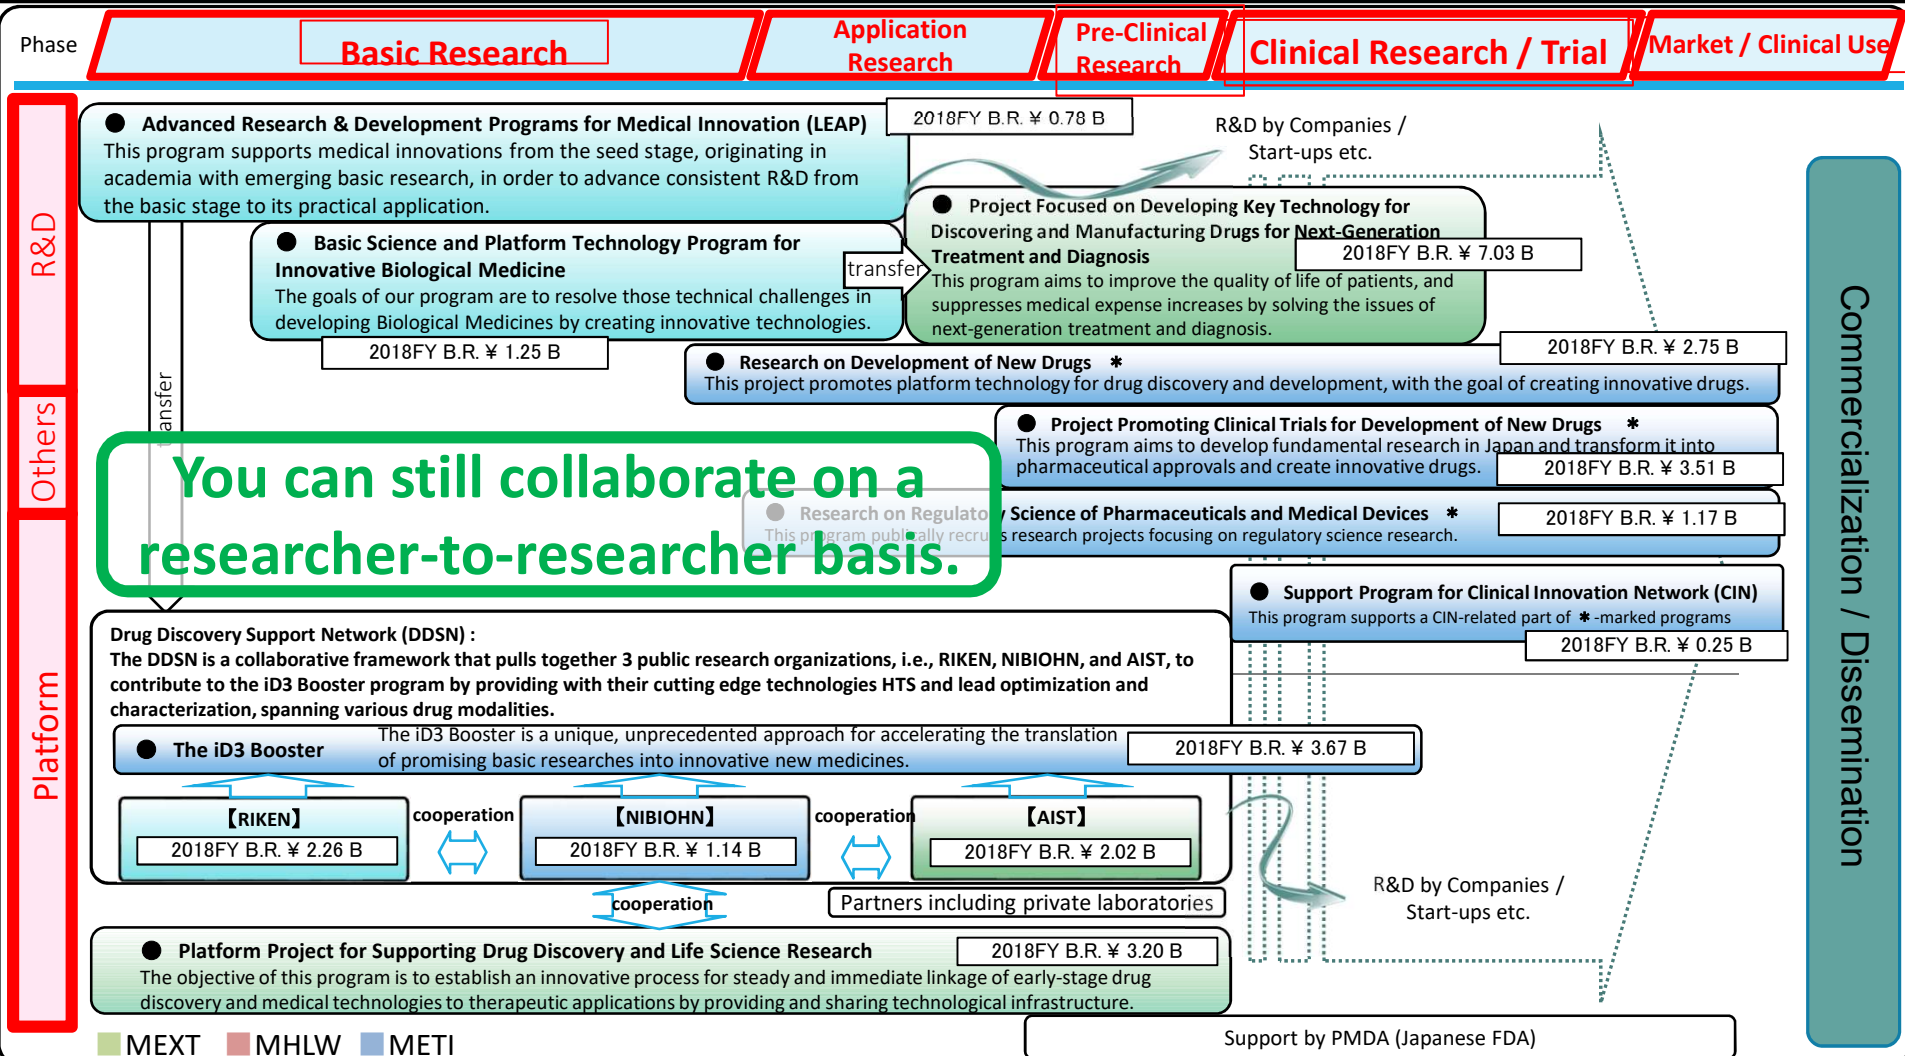 Phase
Basic Research
Application
Research
Pre-Clinical
Research
Clinical Research / Trial
Market / Clinical Use
R&D
Others
Platform
● Advanced Research & Development Programs for Medical Innovation (LEAP)
This program supports medical innovations from the seed stage, originating in
academia with emerging basic research, in order to advance consistent R&D from
the basic stage to its practical application.
2018FY B.R. ¥ 0.78 B
R&D by Companies /
Start-ups etc.
● Basic Science and Platform Technology Program for
Innovative Biological Medicine
The goals of our program are to resolve those technical challenges in
developing Biological Medicines by creating innovative technologies.
2018FY B.R. ¥ 1.25 B
transfer
● Project Focused on Developing Key Technology for
Discovering and Manufacturing Drugs for Next-Generation
Treatment and Diagnosis
2018FY B.R. ¥ 7.03 B
This program aims to improve the quality of life of patients, and
suppresses medical expense increases by solving the issues of
next-generation treatment and diagnosis.
transfer
● Research on Development of New Drugs ✱
2018FY B.R. ¥ 2.75 B
This project promotes platform technology for drug discovery and development, with the goal of creating innovative drugs.
● Project Promoting Clinical Trials for Development of New Drugs ✱
This program aims to develop fundamental research in Japan and transform it into
pharmaceutical approvals and create innovative drugs.
2018FY B.R. ¥ 3.51 B
You can still collaborate on a
researcher-to-researcher basis.
● Research on Regulatory Science of Pharmaceuticals and Medical Devices ✱
This program publically recruits research projects focusing on regulatory science research.
2018FY B.R. ¥ 1.17 B
● Support Program for Clinical Innovation Network (CIN)
This program supports a CIN-related part of ✱-marked programs
2018FY B.R. ¥ 0.25 B
Drug Discovery Support Network (DDSN) :
The DDSN is a collaborative framework that pulls together 3 public research organizations, i.e., RIKEN, NIBIOHN, and AIST, to
contribute to the iD3 Booster program by providing with their cutting edge technologies HTS and lead optimization and
characterization, spanning various drug modalities.
● The iD3 Booster
The iD3 Booster is a unique, unprecedented approach for accelerating the translation
of promising basic researches into innovative new medicines.
2018FY B.R. ¥ 3.67 B
【RIKEN】
2018FY B.R. ¥ 2.26 B
cooperation
【NIBIOHN】
2018FY B.R. ¥ 1.14 B
cooperation
【AIST】
2018FY B.R. ¥ 2.02 B
cooperation
Partners including private laboratories
R&D by Companies /
Start-ups etc.
● Platform Project for Supporting Drug Discovery and Life Science Research
2018FY B.R. ¥ 3.20 B
The objective of this program is to establish an innovative process for steady and immediate linkage of early-stage drug
discovery and medical technologies to therapeutic applications by providing and sharing technological infrastructure.
Commercialization / Dissemination
MEXT MHLW METI
Support by PMDA (Japanese FDA)